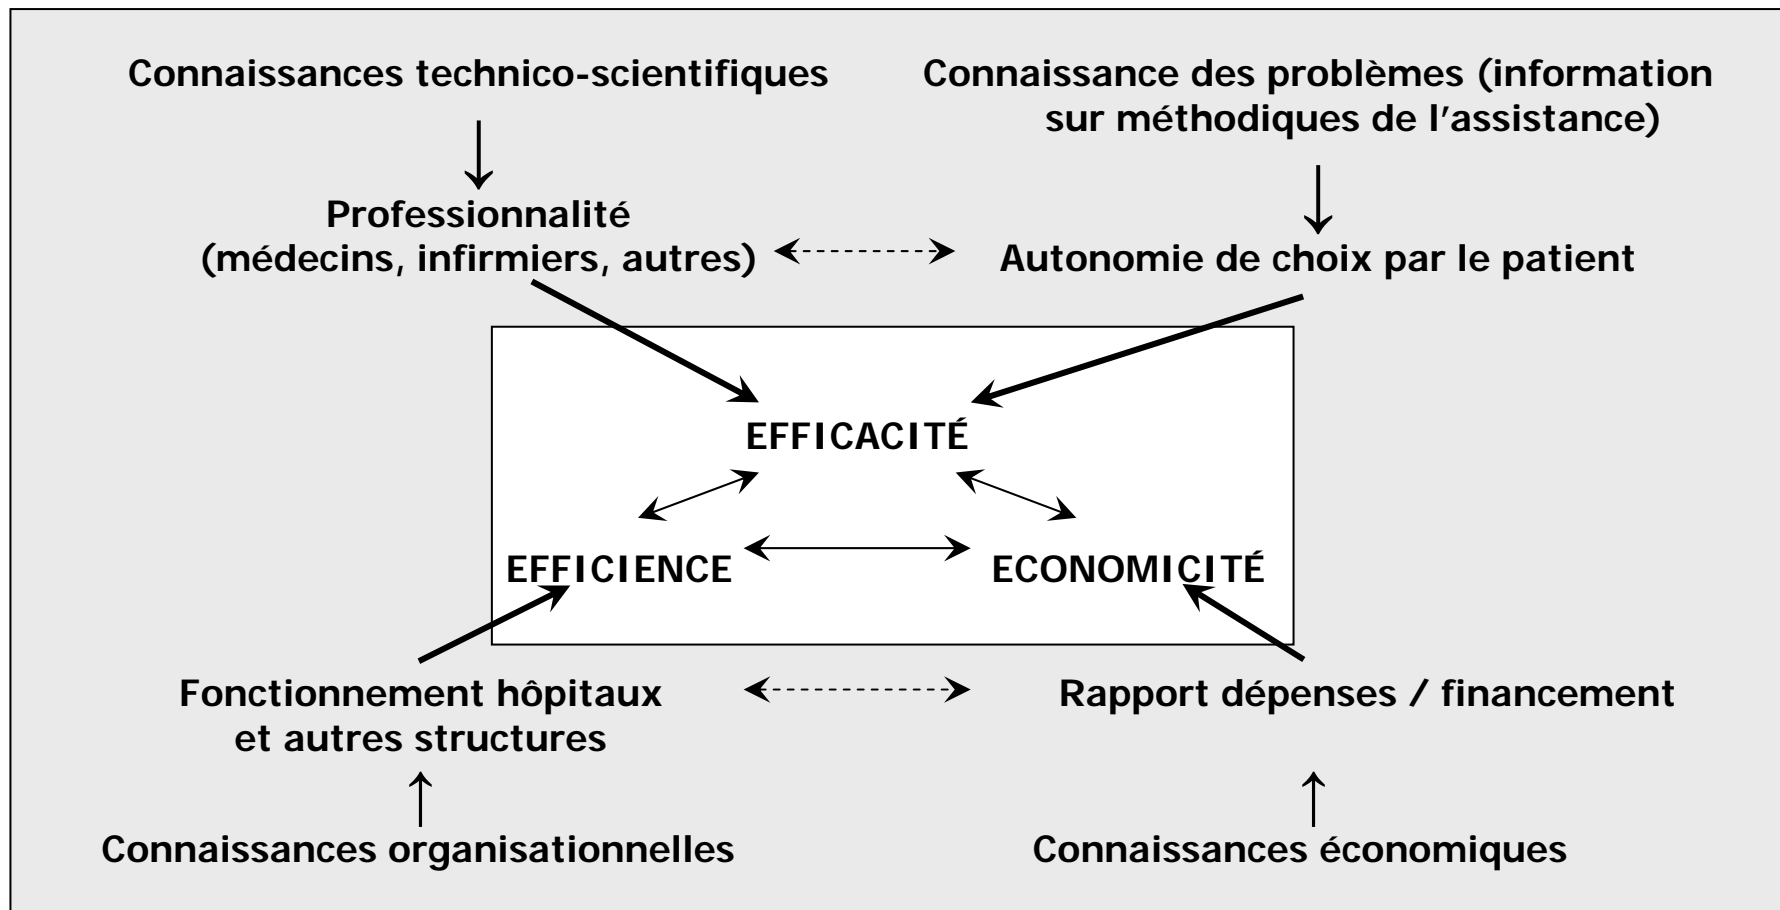 Connaissances technico-scientifiques
Connaissance des problèmes (information
sur méthodiques de l'assistance)
Professionnalité
(médecins, infirmiers, autres)
Autonomie de choix par le patient
EFFICACITÉ
EFFICIENCE
ECONOMICITÉ
Fonctionnement hôpitaux
et autres structures
Rapport dépenses / financement
Connaissances organisationnelles
Connaissances économiques